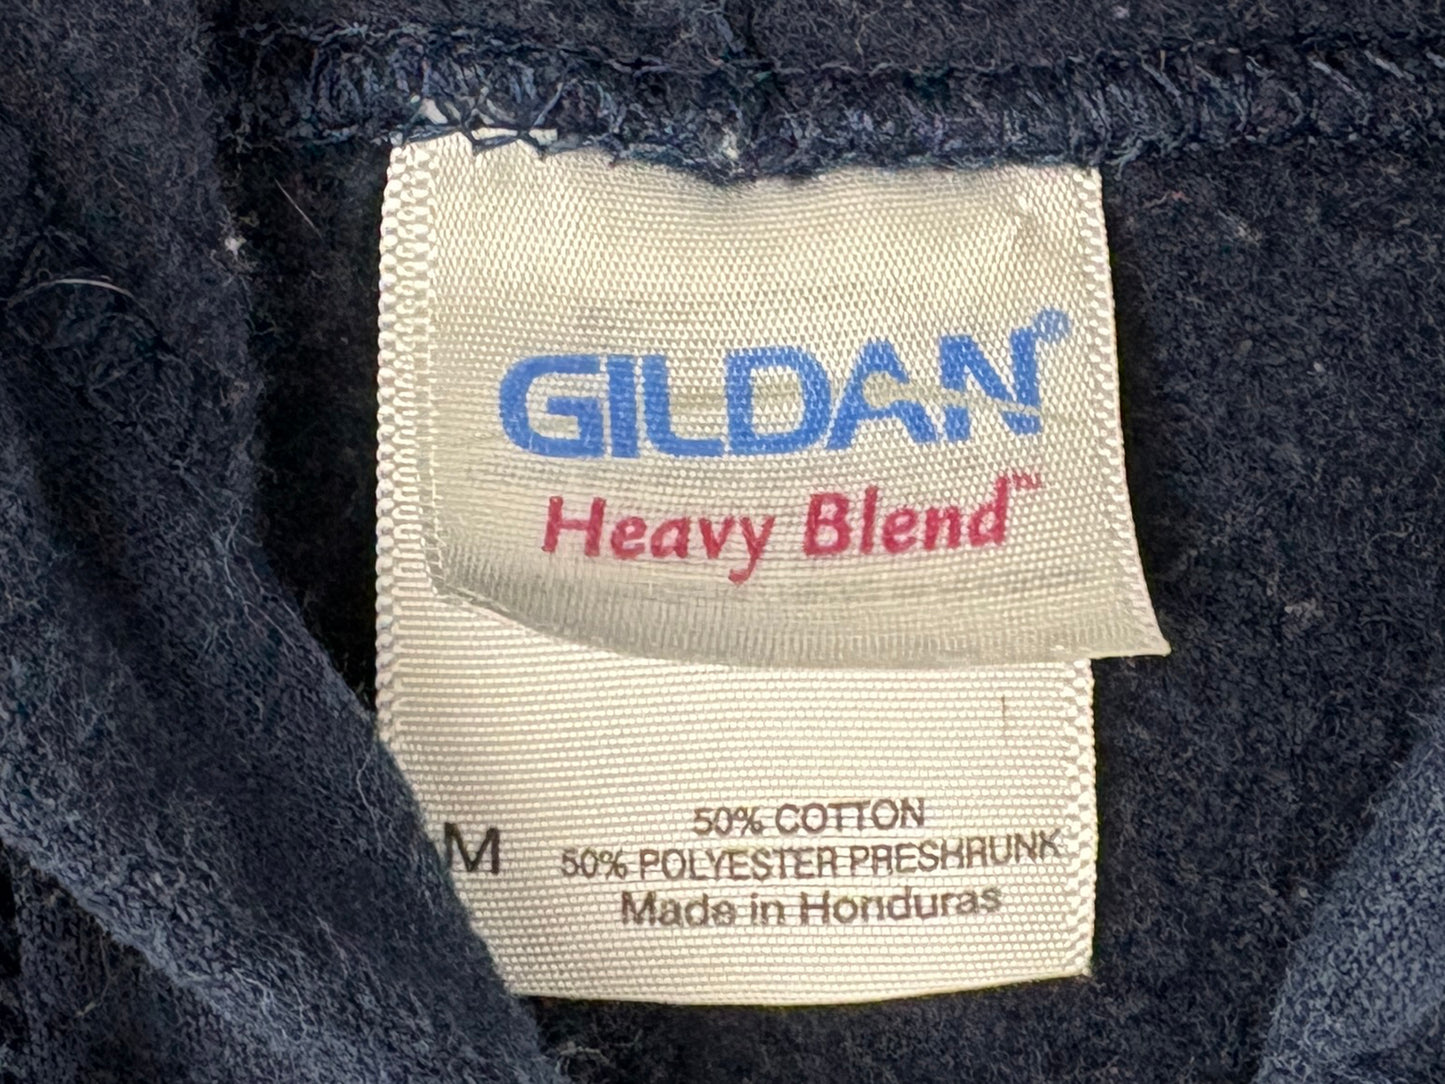 GILDAN®
Heavy Blend™
M
50% COTTON
50% POLYESTER PRESHRUNK
Made in Honduras